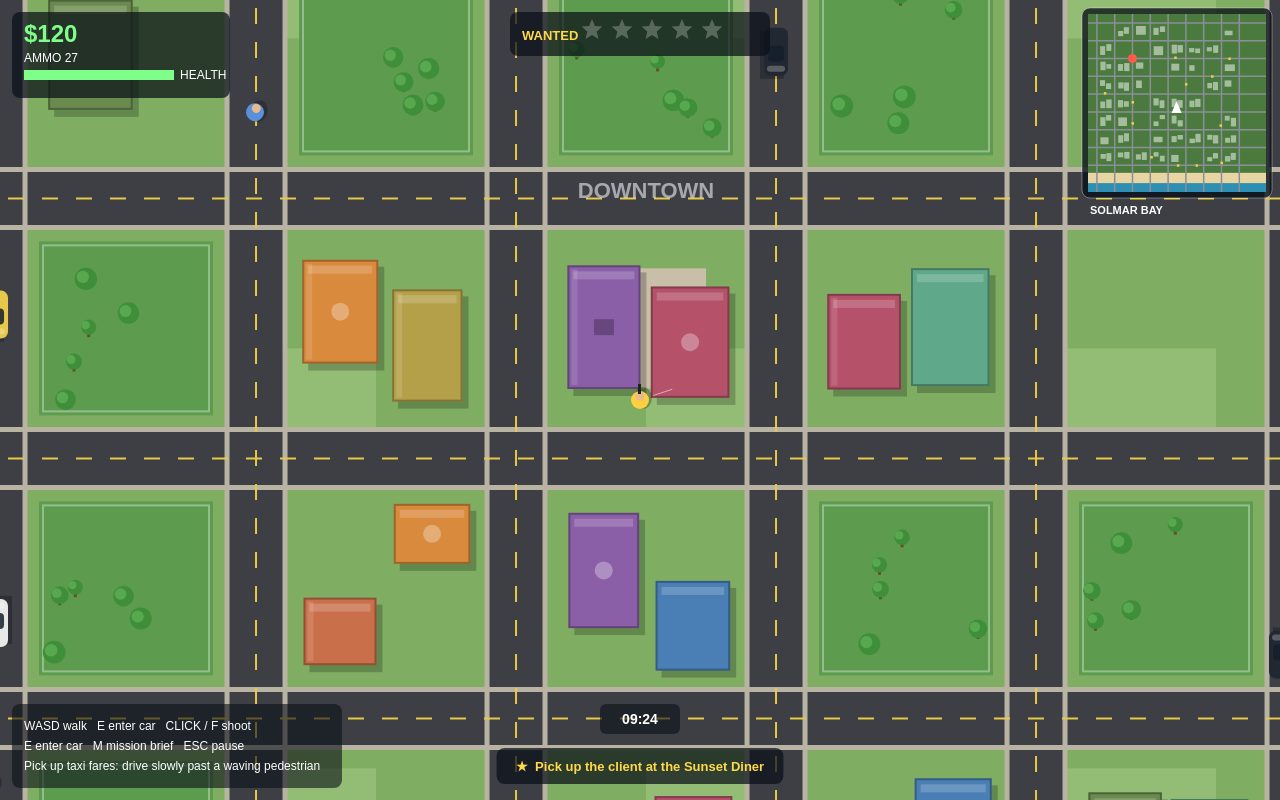 $120
AMMO 27
HEALTH
WANTED
DOWNTOWN
SOLMAR BAY
WASD walk E enter car CLICK / F shoot
E enter car M mission brief ESC pause
Pick up taxi fares: drive slowly past a waving pedestrian
09:24
★ Pick up the client at the Sunset Diner